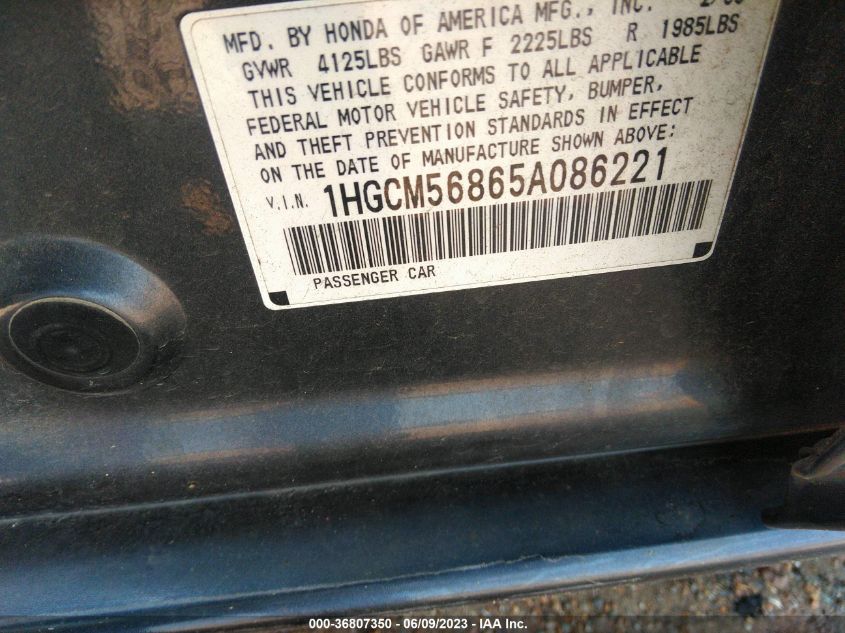 MFD. BY HONDA OF AMERICA MFG., INC.
GVWR 4125LBS GAWR F 2225LBS R 1985LBS
THIS VEHICLE CONFORMS TO ALL APPLICABLE
FEDERAL MOTOR VEHICLE SAFETY, BUMPER,
AND THEFT PREVENTION STANDARDS IN EFFECT
ON THE DATE OF MANUFACTURE SHOWN ABOVE:
V.I.N. 1HGCM56865A086221
PASSENGER CAR
000-36807350 - 06/09/2023 - IAAI.com